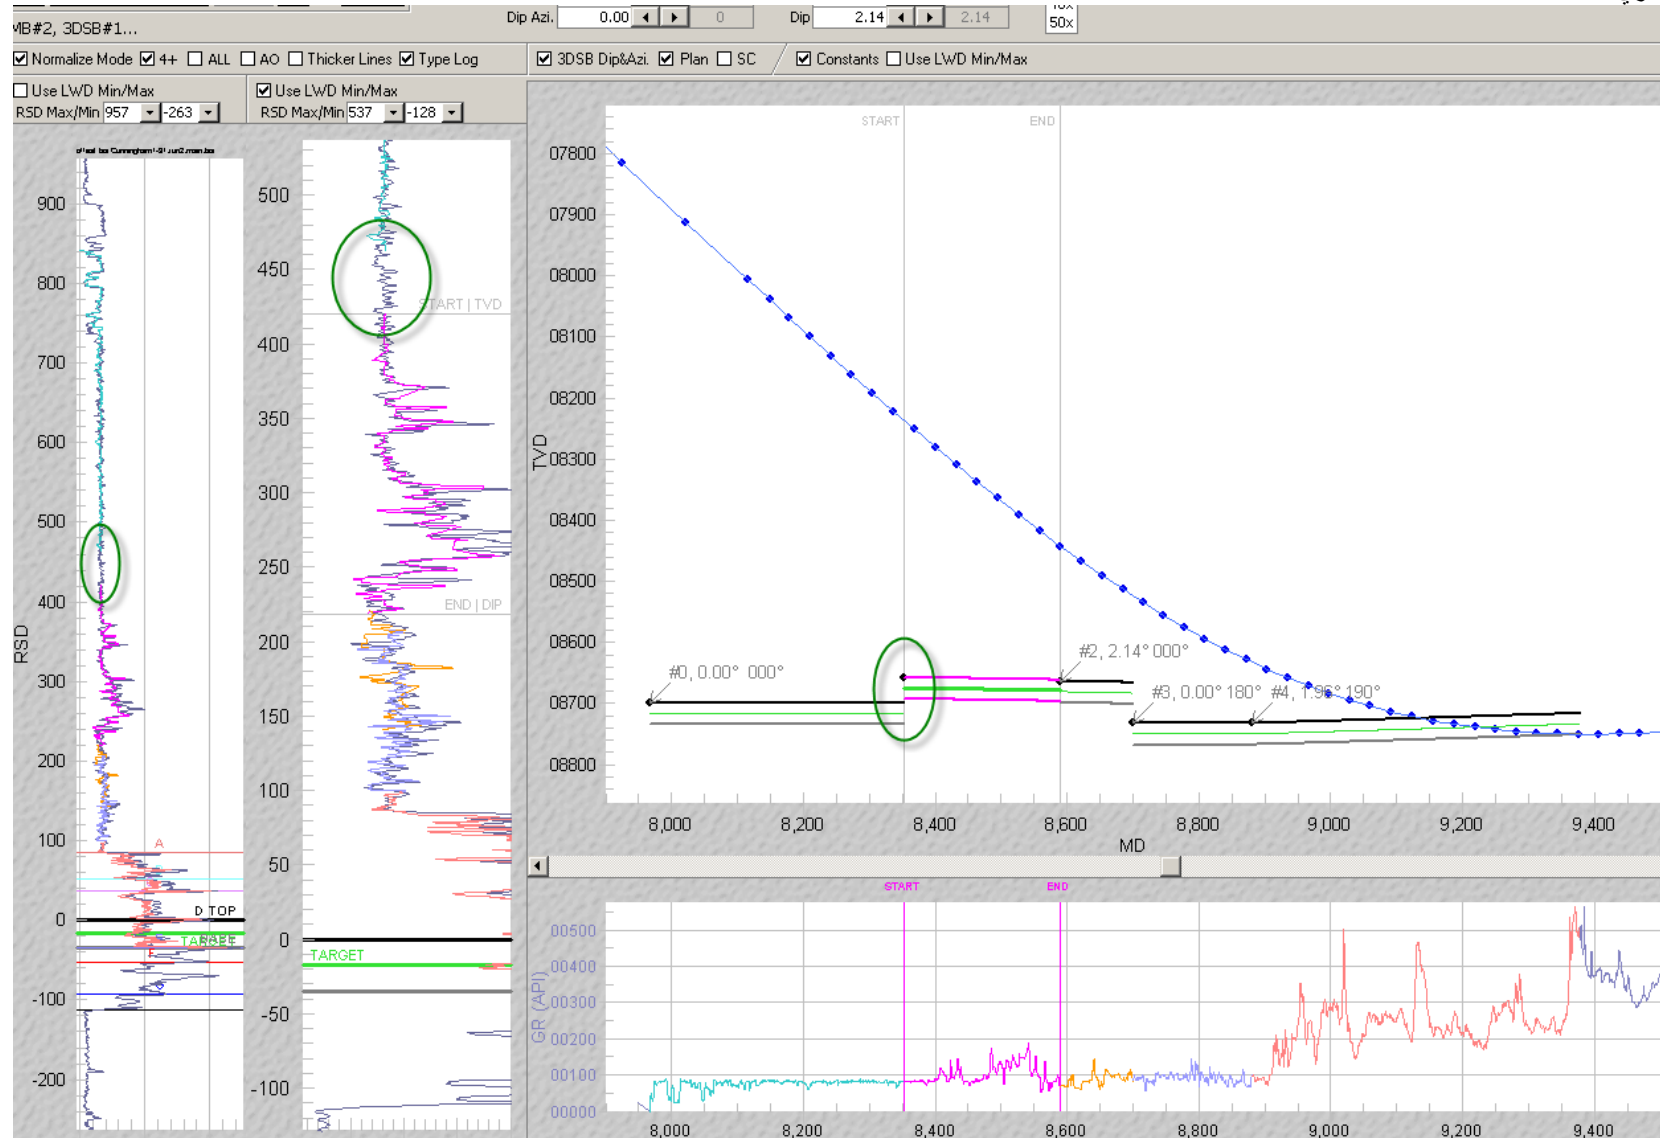 Dip Azi. 0.00 0 Dip 2.14 2.14
50x
MB#2, 3DSB#1...
Normalize Mode 4+ ALL AO Thicker Lines Type Log 3DSB Dip&Azi. Plan SC Constants Use LWD Min/Max
Use LWD Min/Max
RSD Max/Min 957 -263
Use LWD Min/Max
RSD Max/Min 537 -128
RSD
900
800
700
600
500
400
300
200
100
0
-100
-200
A
D TOP
TARGET
500
450
400
350
300
250
200
150
100
50
0
-50
-100
START | TVD
END | DIP
TARGET
START
END
TVD
07800
07900
08000
08100
08200
08300
08400
08500
08600
08700
08800
#0, 0.00° 000°
#2, 2.14° 000°
#3, 0.00° 180°
#4, 1.96° 190°
8,000 8,200 8,400 8,600 8,800 9,000 9,200 9,400
MD
START
END
GR (API)
00500
00400
00300
00200
00100
00000
8,000 8,200 8,400 8,600 8,800 9,000 9,200 9,400